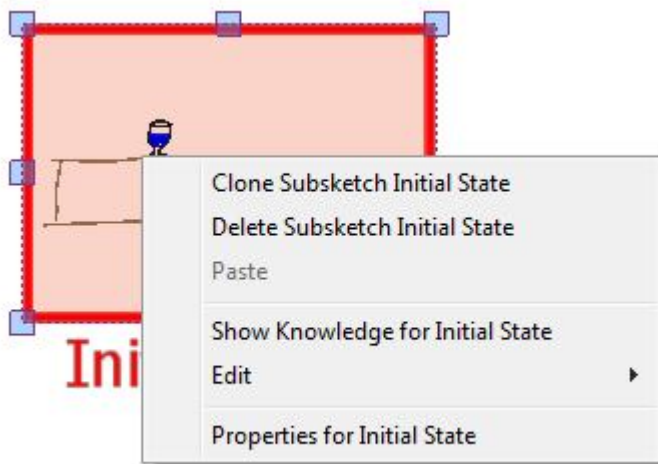 Clone Subsketch Initial State
Delete Subsketch Initial State
Paste
Show Knowledge for Initial State
Ini
Edit
Properties for Initial State